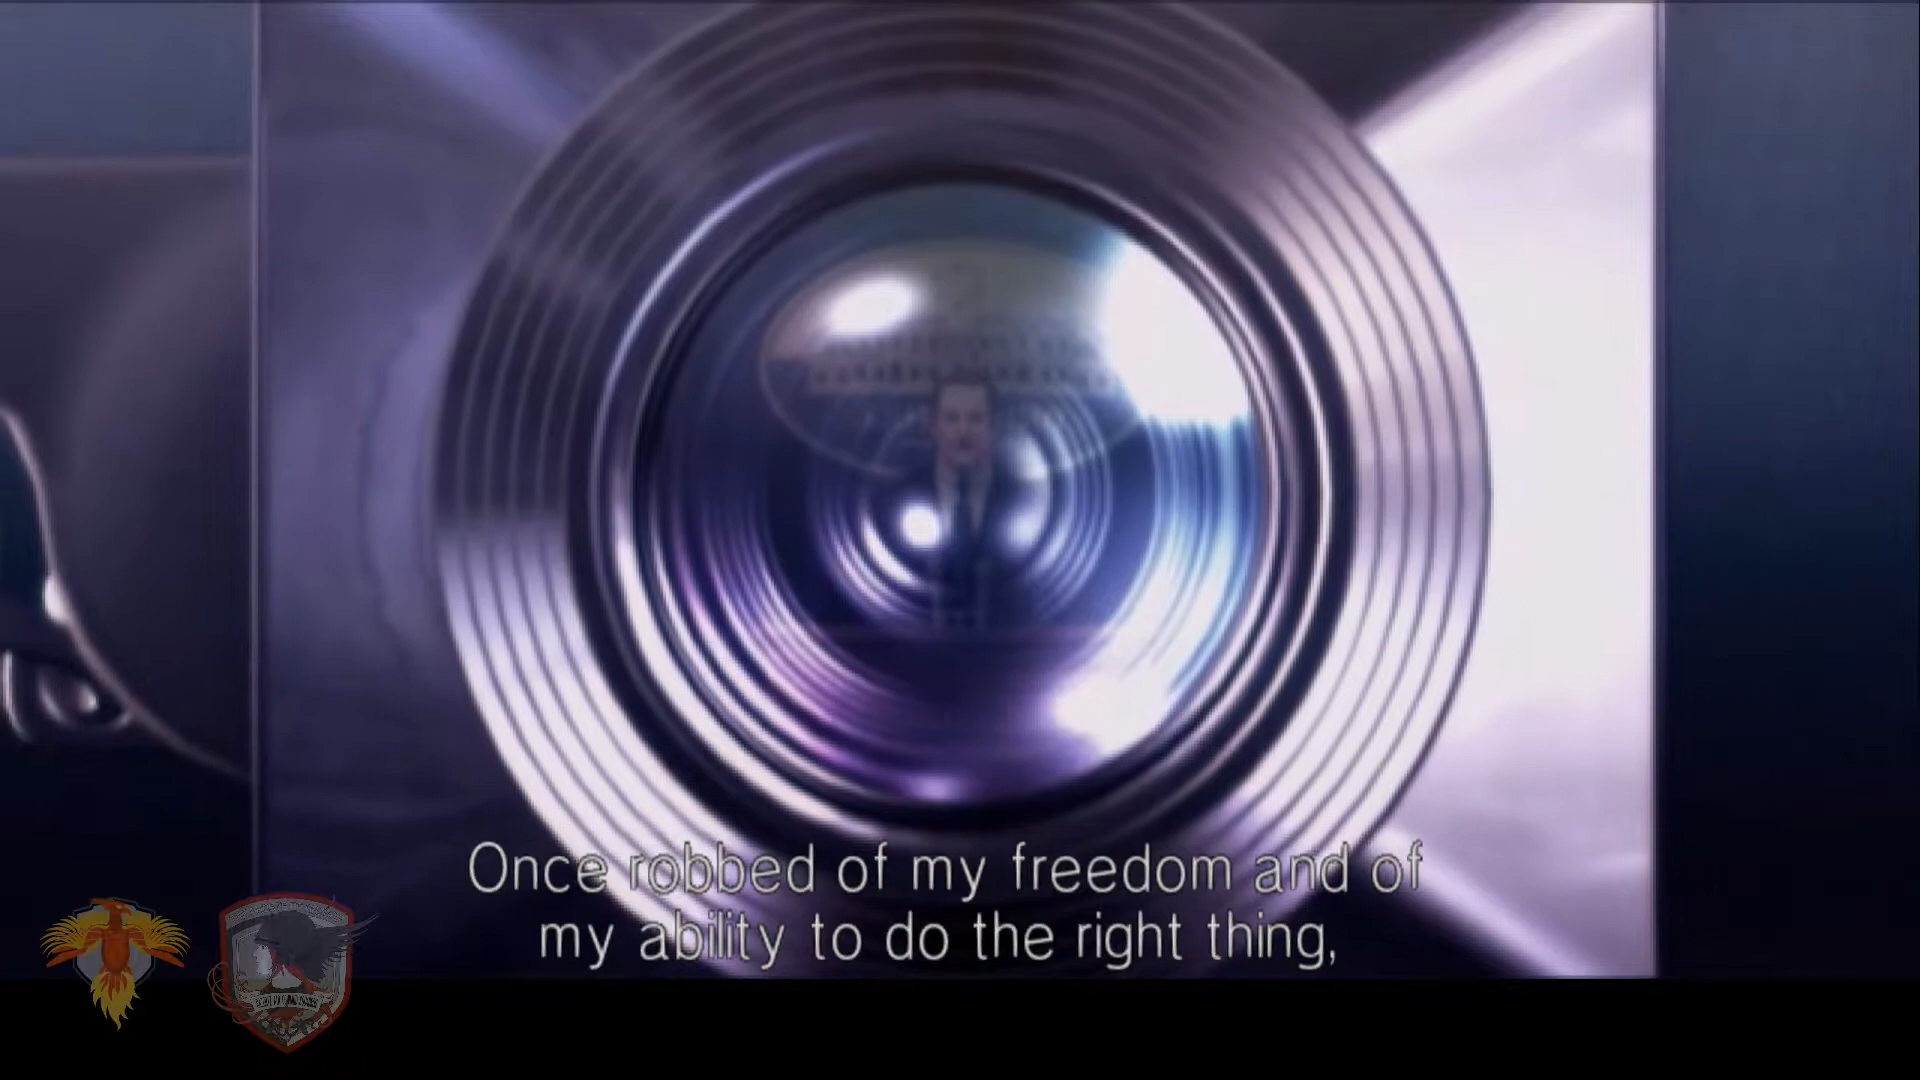 Once robbed of my freedom and of
my ability to do the right thing,